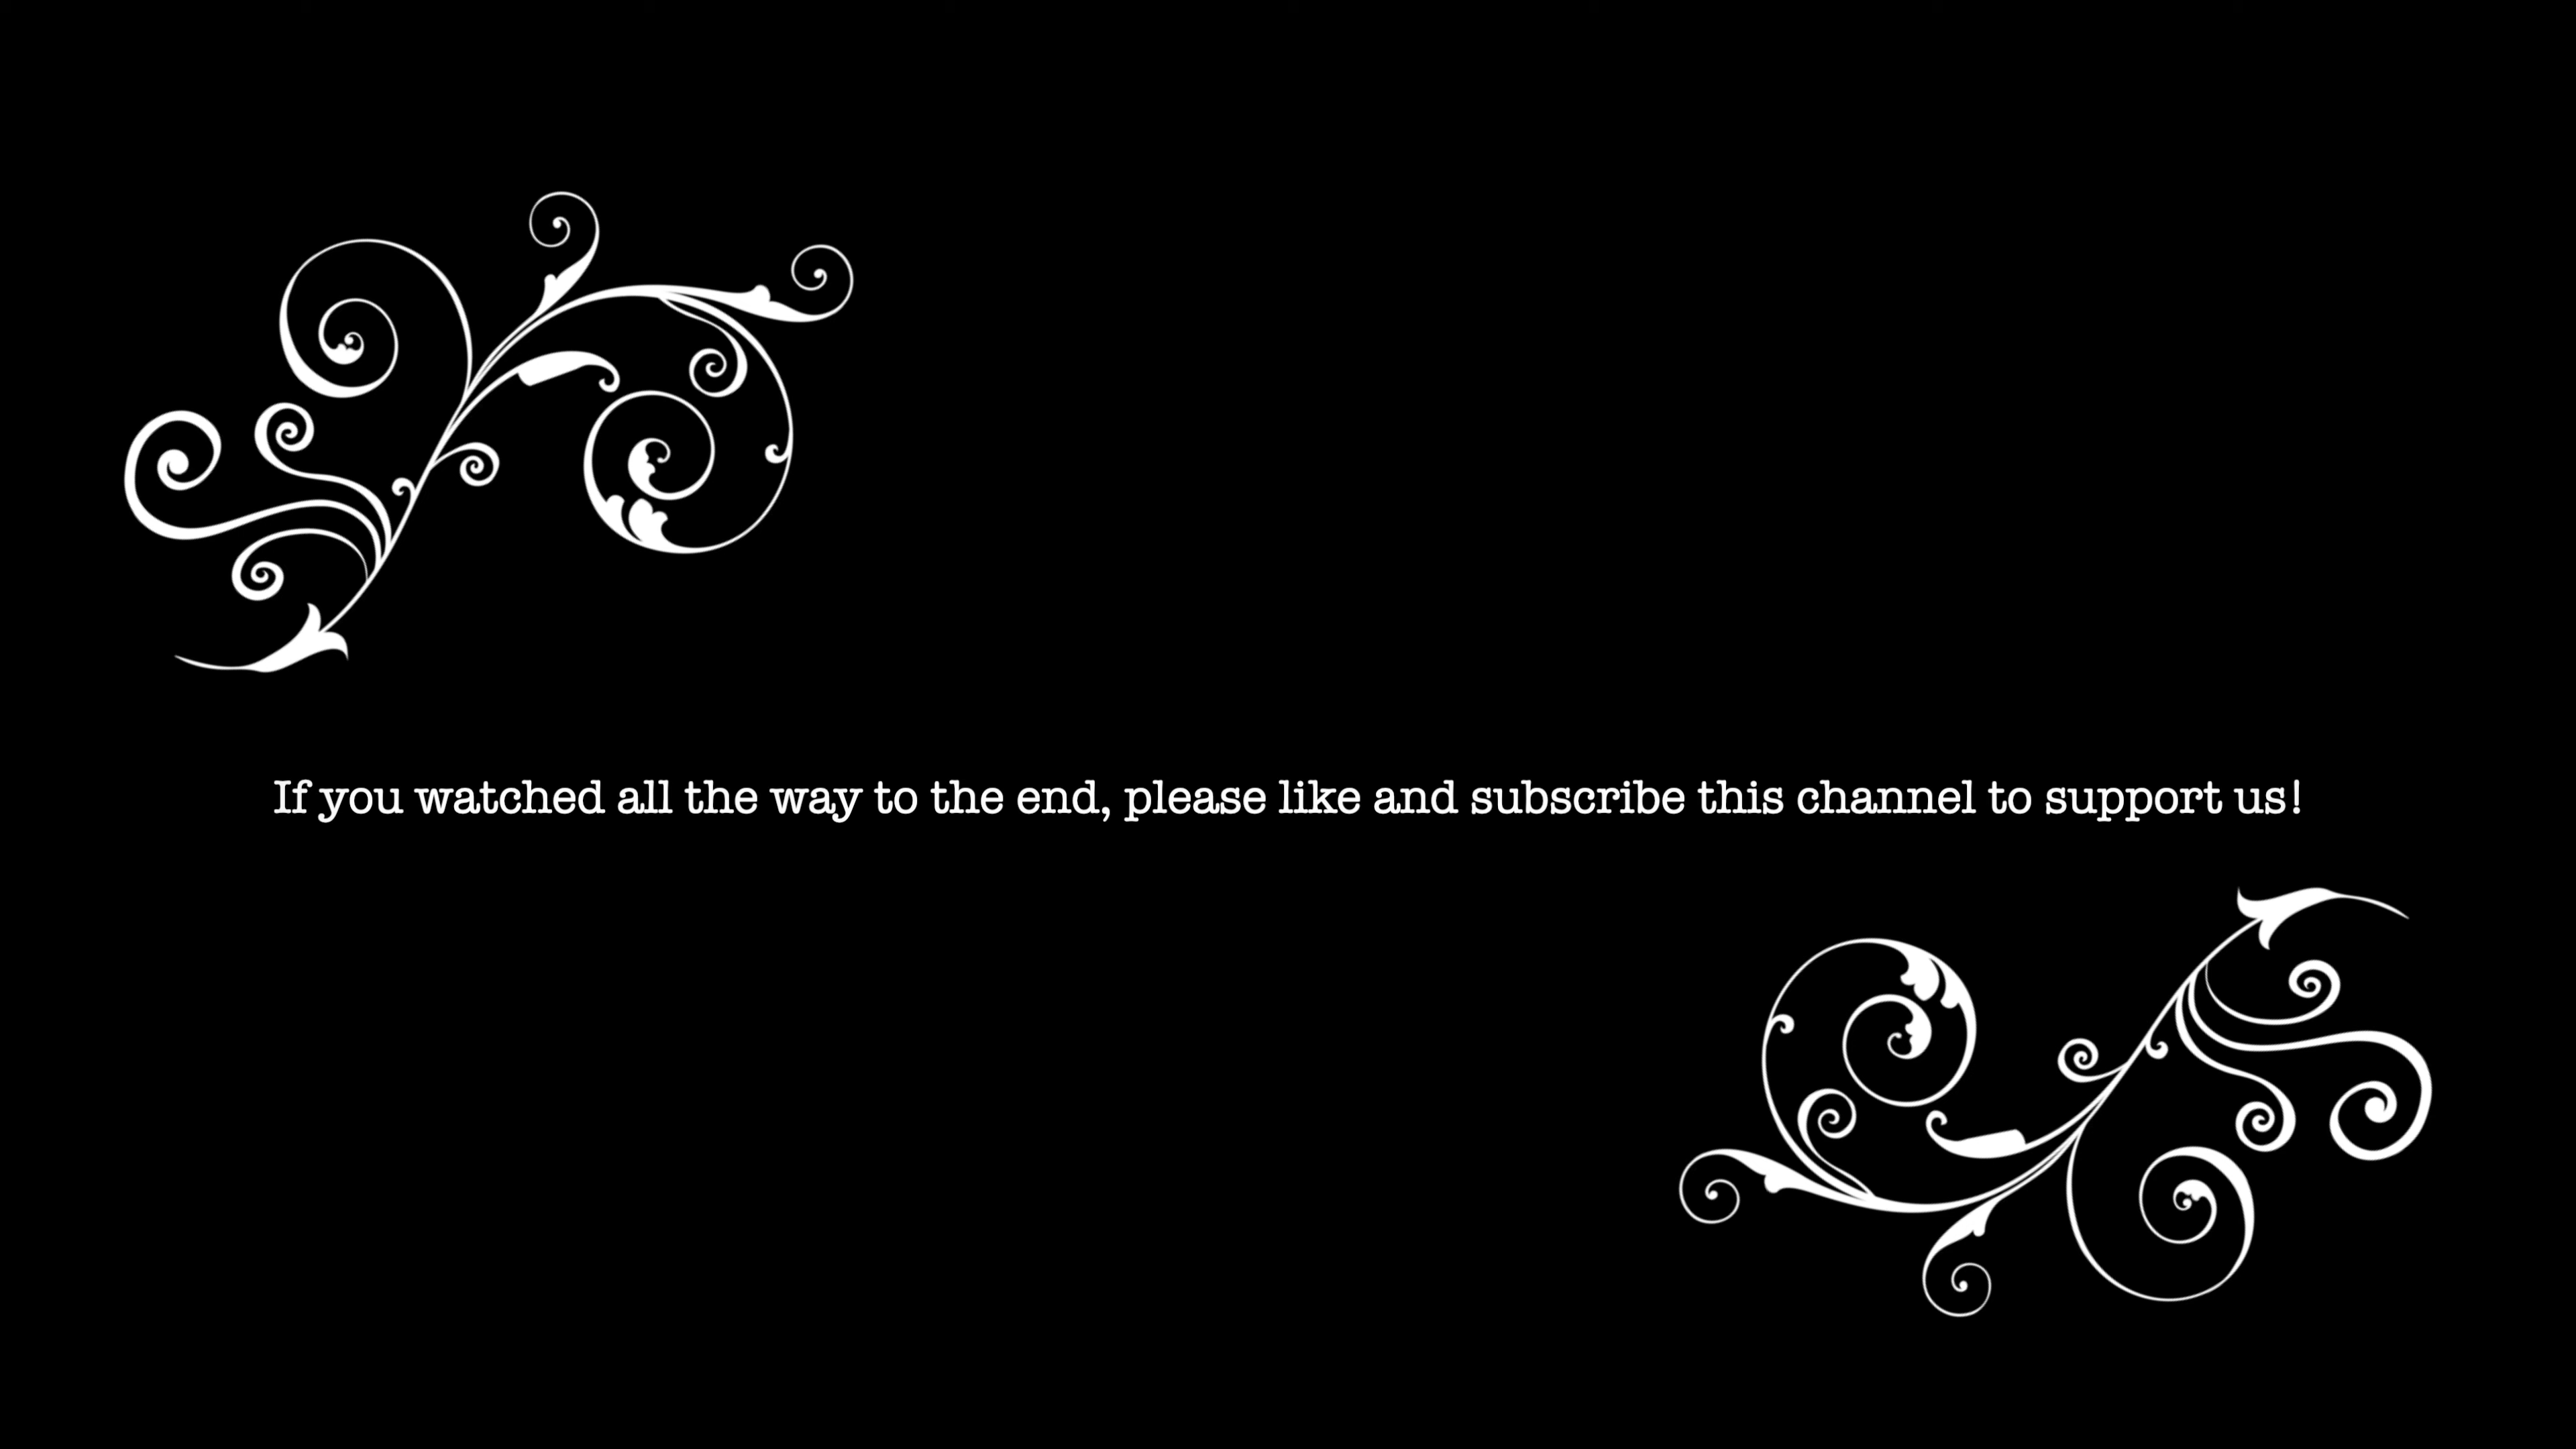 If you watched all the way to the end, please like and subscribe this channel to support us!